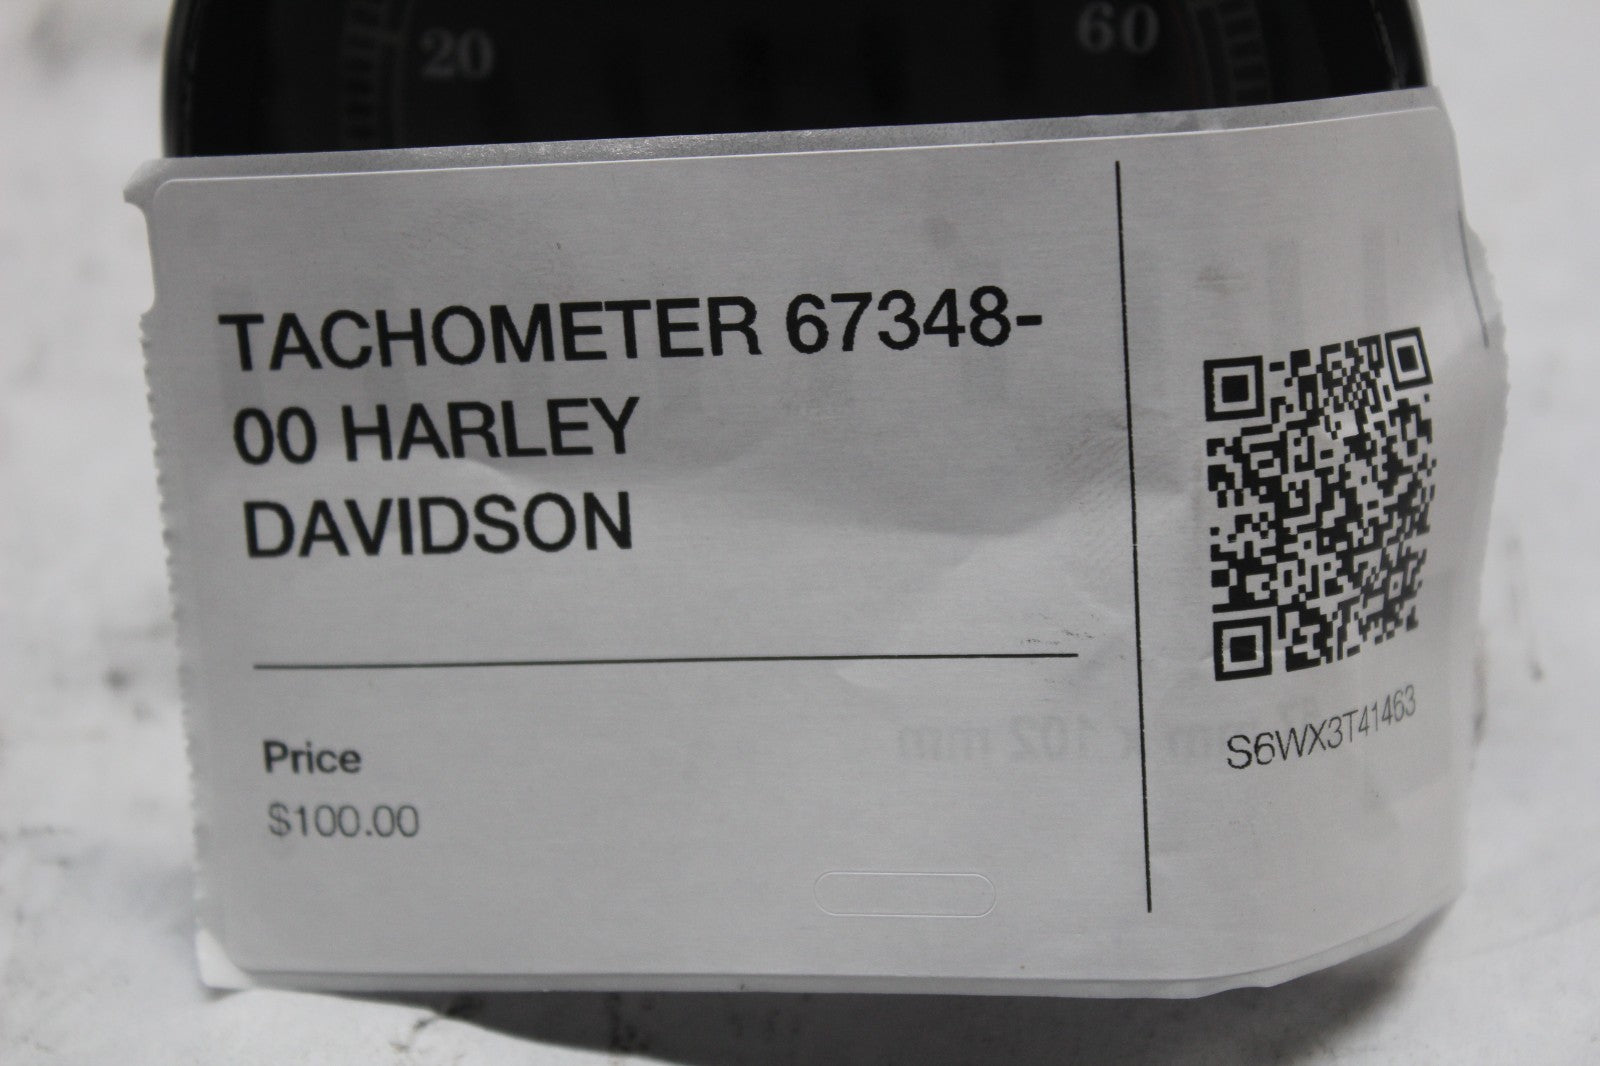 20 60
TACHOMETER 67348-
00 HARLEY
DAVIDSON
Price
$100.00
S6WX3T41463